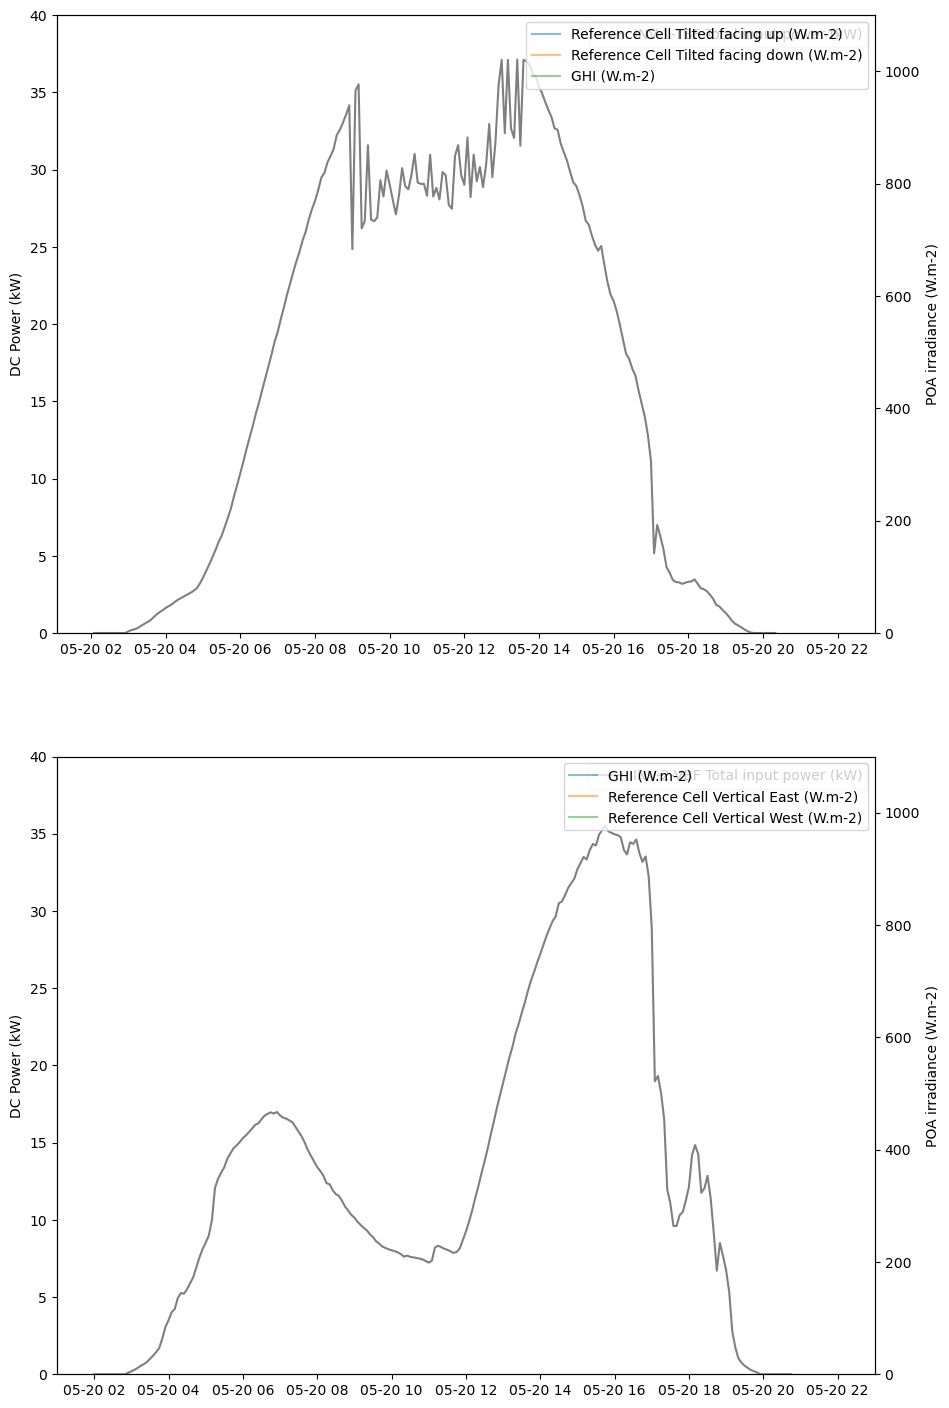 40
35
30
25
20
15
10
5
0
DC Power (kW)
Reference Cell Tilted facing up (W.m-2)
Reference Cell Tilted facing down (W.m-2)
GHI (W.m-2)
1000
800
600
400
200
0
POA irradiance (W.m-2)
05-20 02 05-20 04 05-20 06 05-20 08 05-20 10 05-20 12 05-20 14 05-20 16 05-20 18 05-20 20 05-20 22
40
35
30
25
20
15
10
5
0
DC Power (kW)
Total input power (kW)
GHI (W.m-2)
Reference Cell Vertical East (W.m-2)
Reference Cell Vertical West (W.m-2)
1000
800
600
400
200
0
POA irradiance (W.m-2)
05-20 02 05-20 04 05-20 06 05-20 08 05-20 10 05-20 12 05-20 14 05-20 16 05-20 18 05-20 20 05-20 22